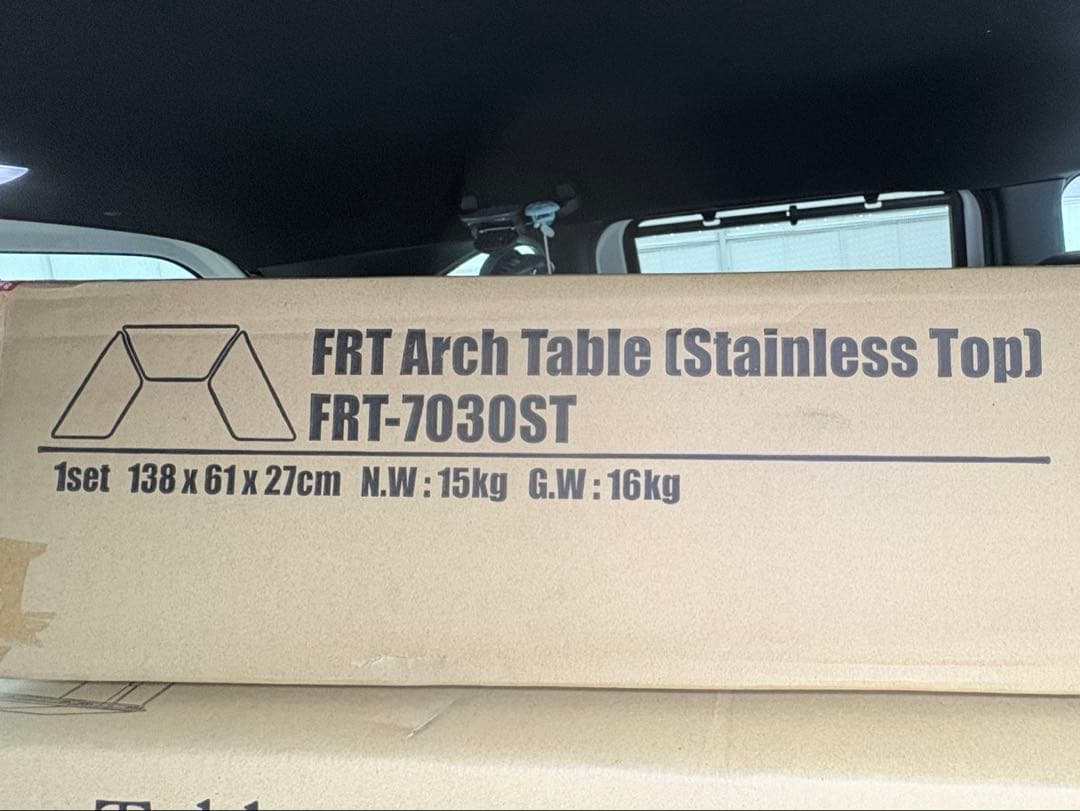 FRT Arch Table (Stainless Top)
FRT-7030ST
1set 138 x 61 x 27cm N.W : 15kg G.W : 16kg